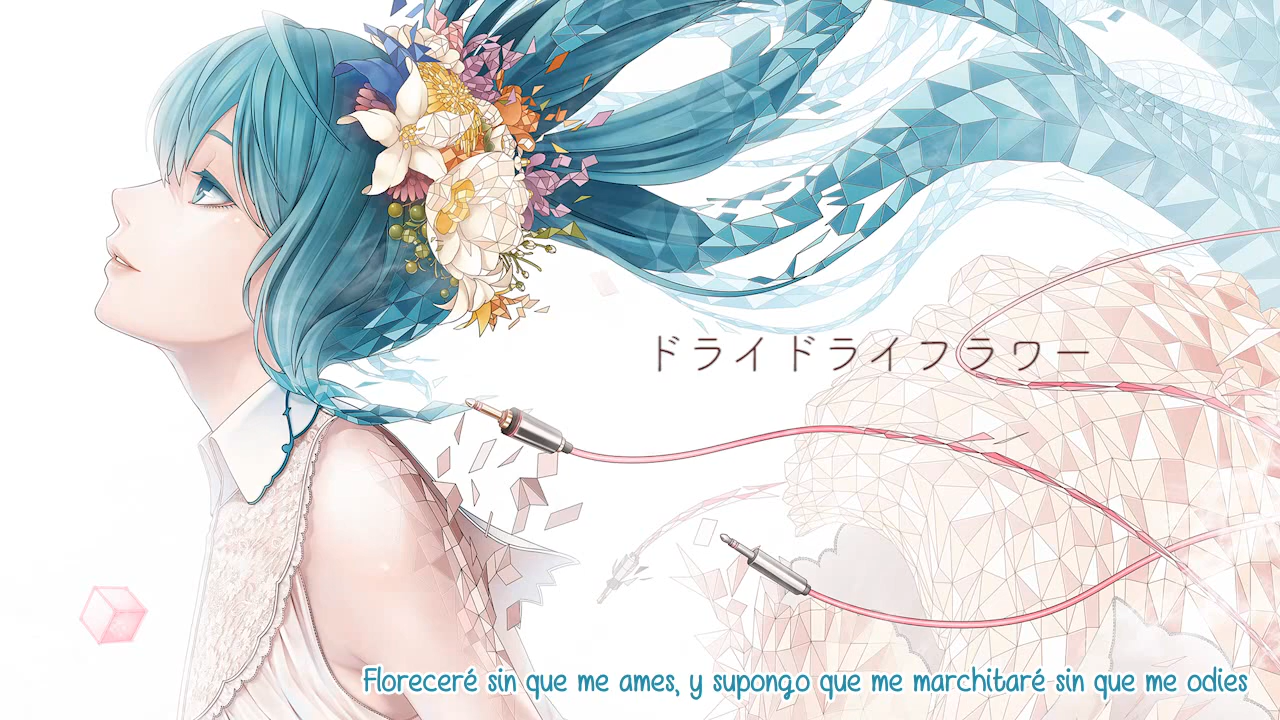 ドライドライフラワー
Floreceré sin que me ames, y supongo que me marchitaré sin que me odies